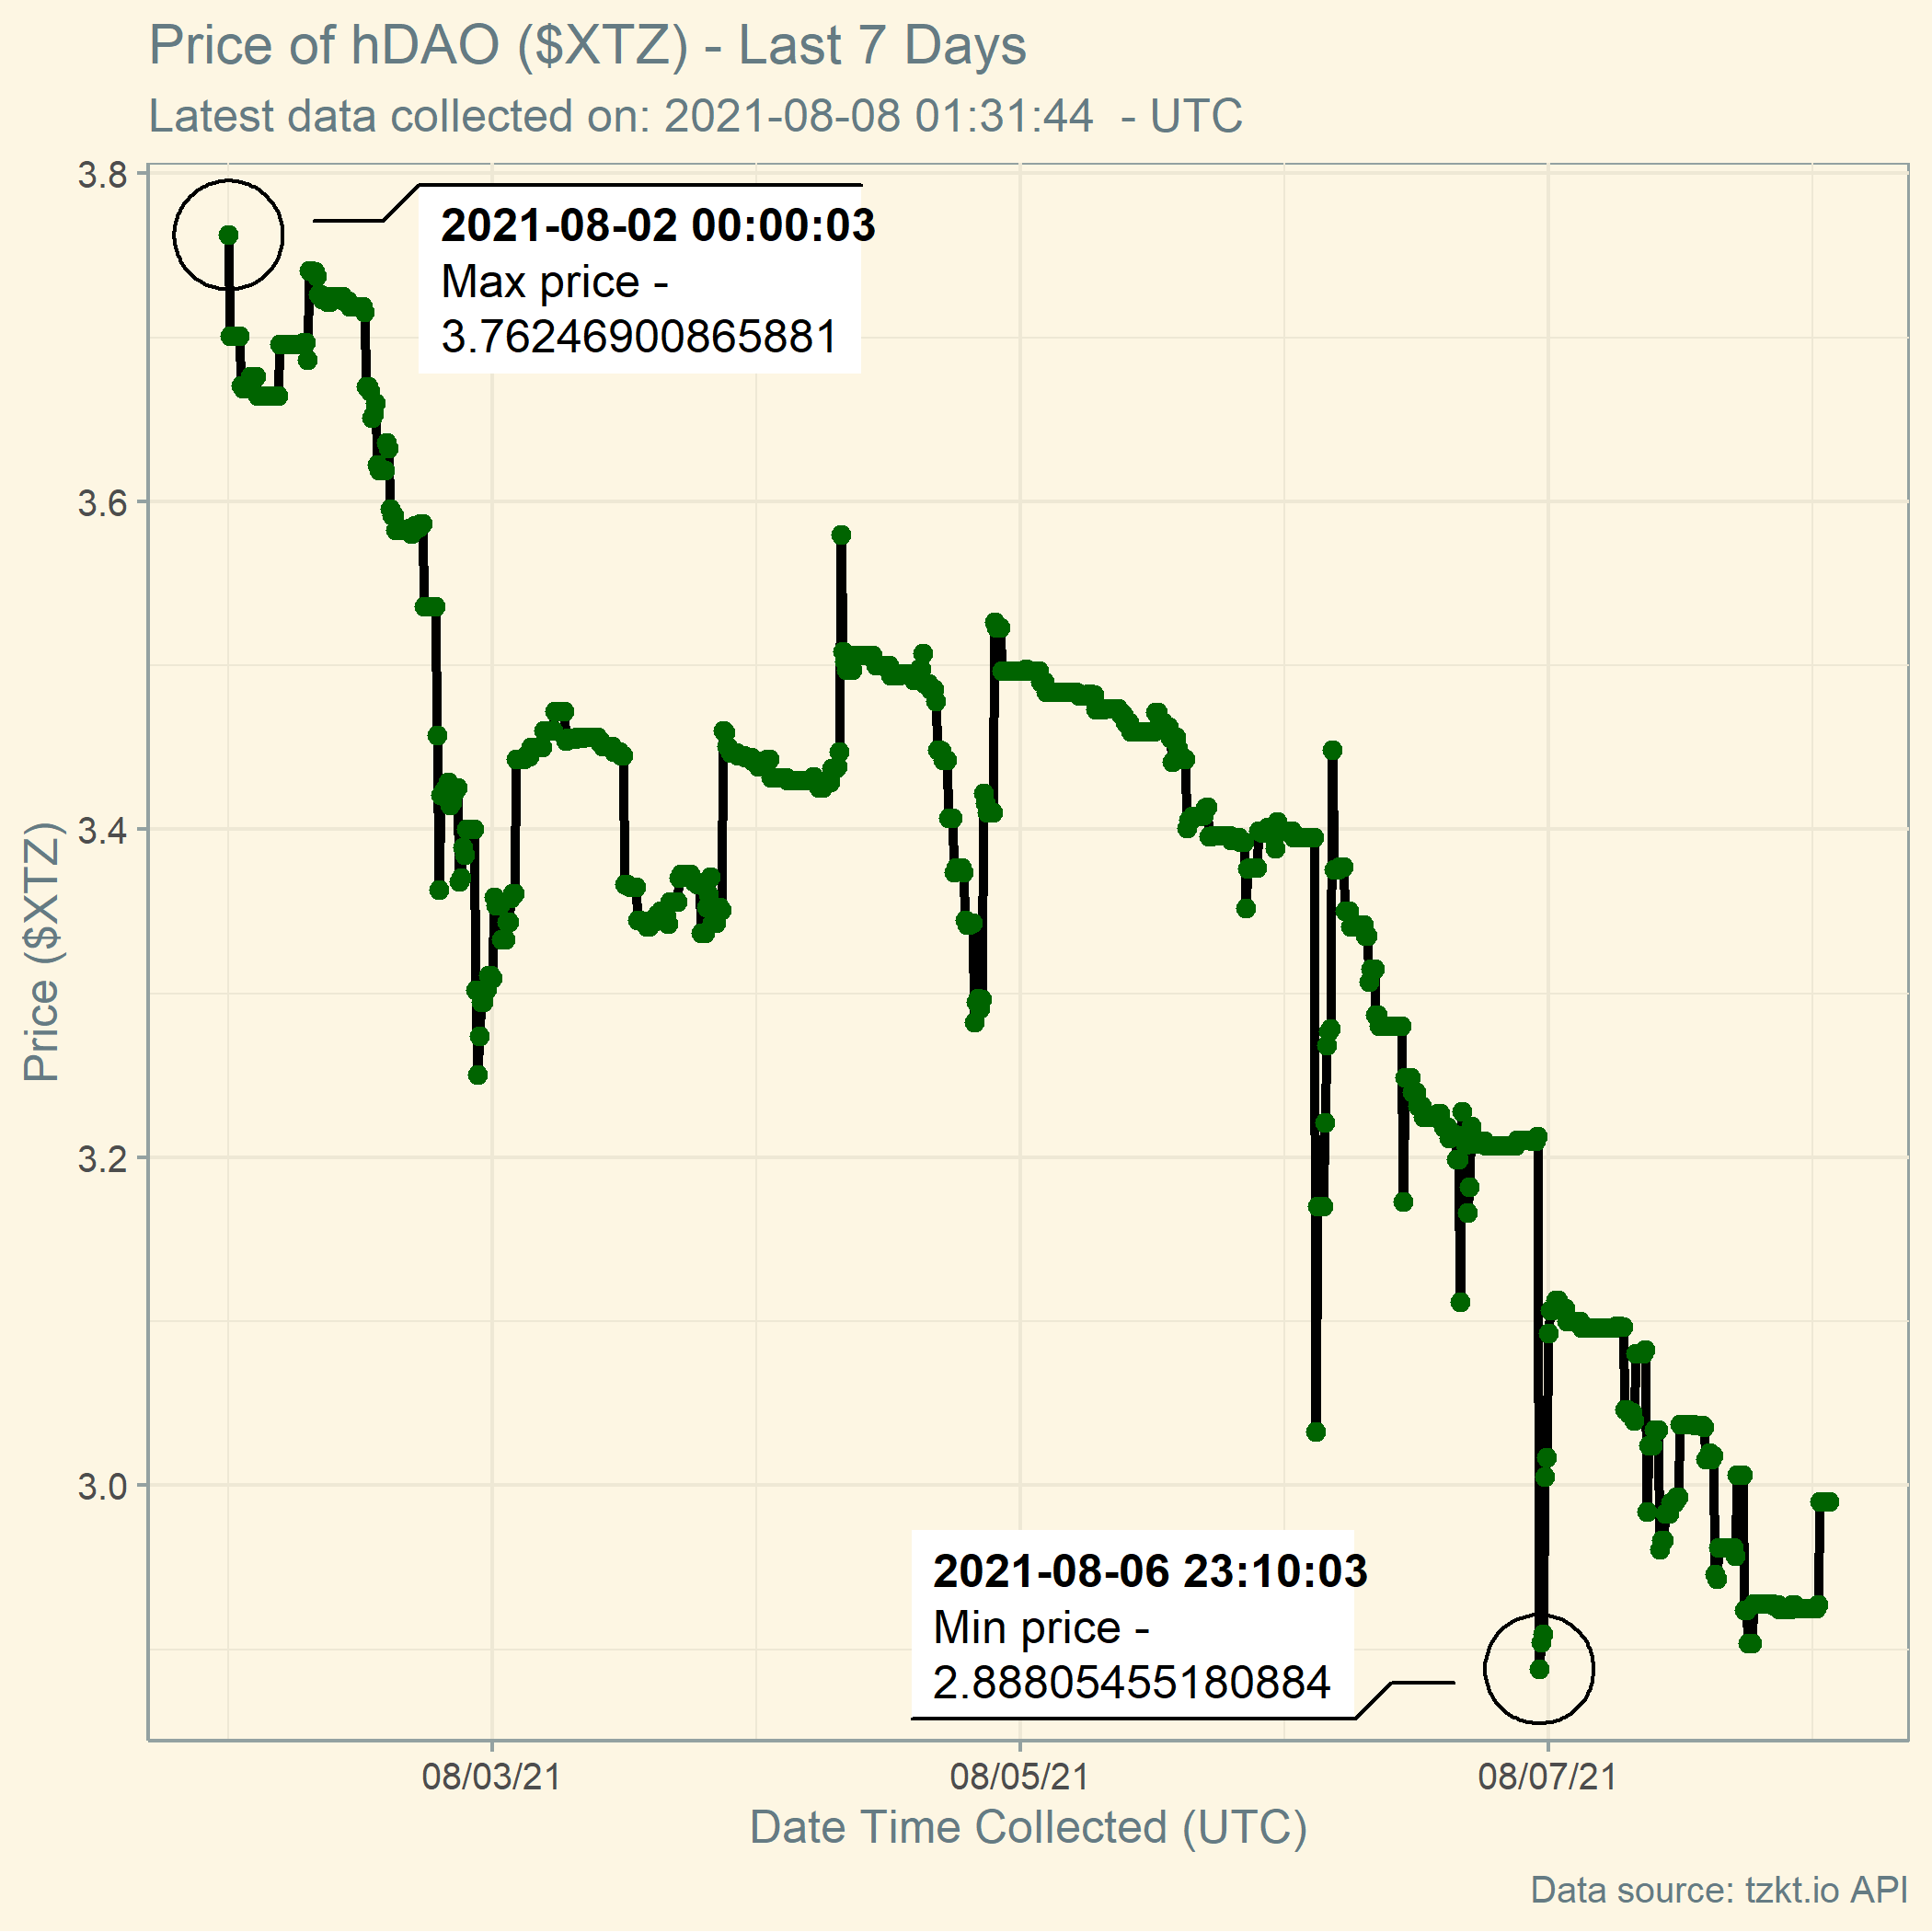 Price of hDAO ($XTZ) - Last 7 Days
Latest data collected on: 2021-08-08 01:31:44  - UTC
3.8
3.6
3.4
3.2
3.0
Price ($XTZ)
2021-08-02 00:00:03
Max price -
3.76246900865881
2021-08-06 23:10:03
Min price -
2.88805455180884
08/03/21
08/05/21
08/07/21
Date Time Collected (UTC)
Data source: tzkt.io API